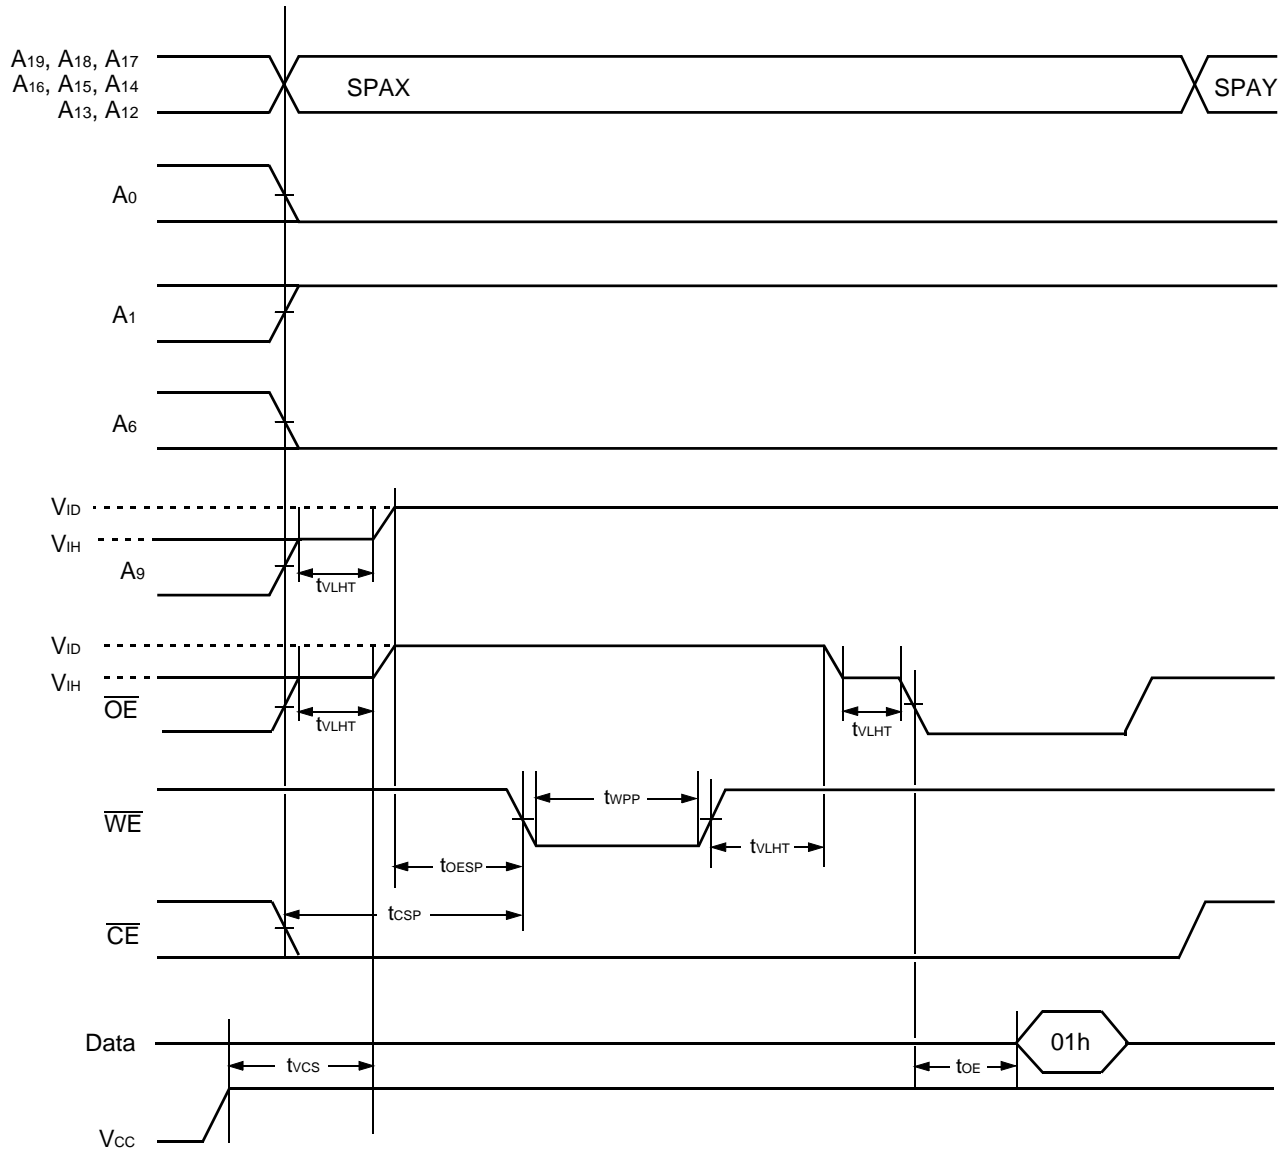 A19, A18, A17
A16, A15, A14
A13, A12
SPAX
SPAY
A0
A1
A6
VID
VIH
A9
tVLHT
VID
VIH
OE
tVLHT
tVLHT
WE
tWPP
tOESP
tVLHT
tCSP
CE
Data
01h
tVCS
tOE
VCC